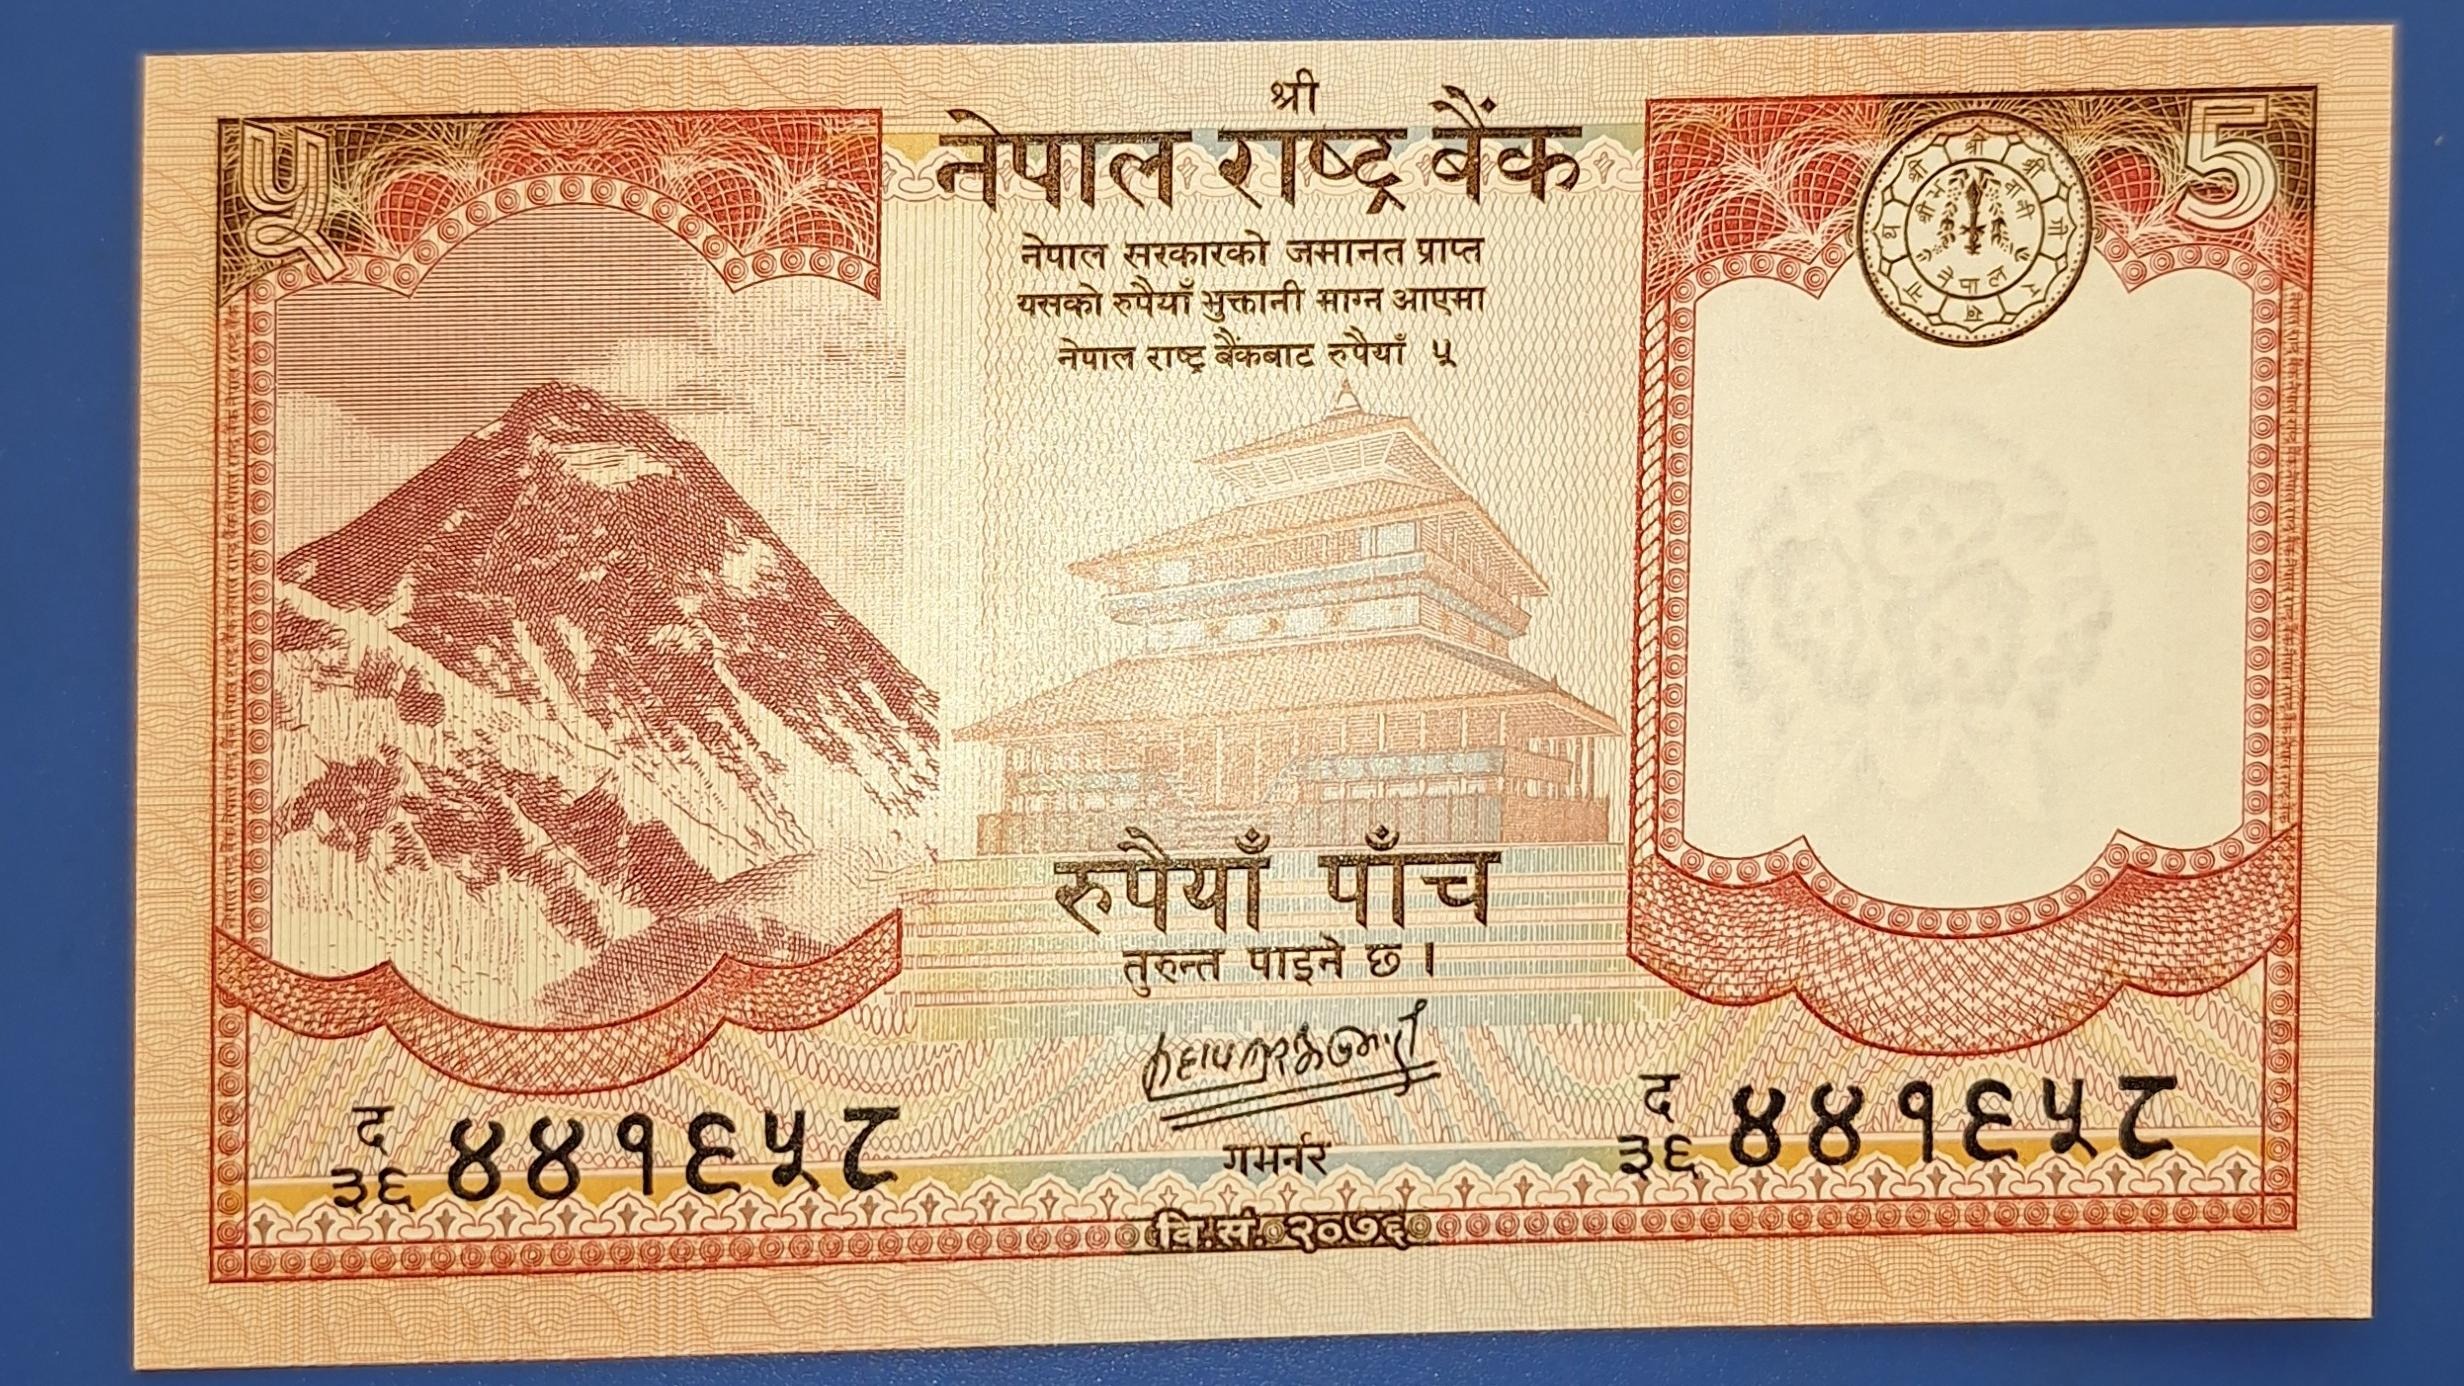 ५
5
श्री
नेपाल राष्ट्र बैंक
नेपाल सरकारको जमानत प्राप्त
यसको रुपैयाँ भुक्तानी माग्न आएमा
नेपाल राष्ट्र बैंकबाट रुपैयाँ ५
रुपैयाँ पाँच
तुरुन्त पाइने छ ।
गभर्नर
द
३६ ४४१९५८
द
३६ ४४१९५८
वि.सं.२०७६
श्री श्री श्री गो र ख ना थ
श्री भ वा नी
नेपाल